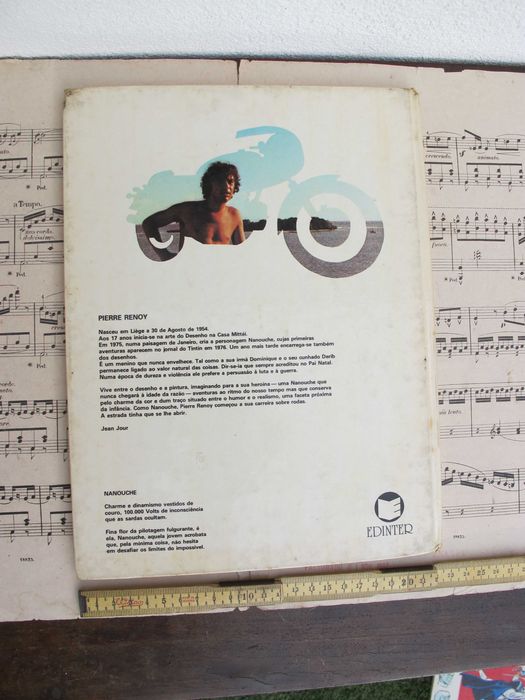 PIERRE RENOY
Nasceu em Liège a 30 de Agosto de 1954.
Aos 17 anos inicia-se na arte do Desenho na Casa Mittéï.
Em 1975, numa paisagem de Janeiro, cria a personagem Nanouche, cujas primeiras
aventuras aparecem no jornal do Tintin em 1976. Um ano mais tarde encarrega-se também
dos desenhos.
É um menino que nunca envelhece. Tal como a sua irmã Dominique e o seu cunhado Derib
permanece ligado ao valor natural das coisas. Dir-se-ia que sempre acreditou no Pai Natal.
Numa época de dureza e violência ele prefere a persuasão à luta e à guerra.
Vive entre o desenho e a pintura, imaginando para a sua heroína — uma Nanouche que
nunca chegará à idade da razão — aventuras ao ritmo do nosso tempo mas que conserva
pelo charme da cor e dum traço situado entre o humor e o realismo, uma faceta próxima
da infância. Como Nanouche, Pierre Renoy começou a sua carreira sobre rodas.
A estrada tinha que se lhe abrir.
Jean Jour
NANOUCHE
Charme e dinamismo vestidos de
couro, 100.000 Volts de inconsciência
que as sardas ocultam.
Fina flor da pilotagem fulgurante, é
ela, Nanouche, aquela jovem acrobata
que, pela mínima coisa, não hesita
em desafiar os limites do impossível.
EDINTER
a Tempo.
crescendo.
animato.
Ped.
10
20